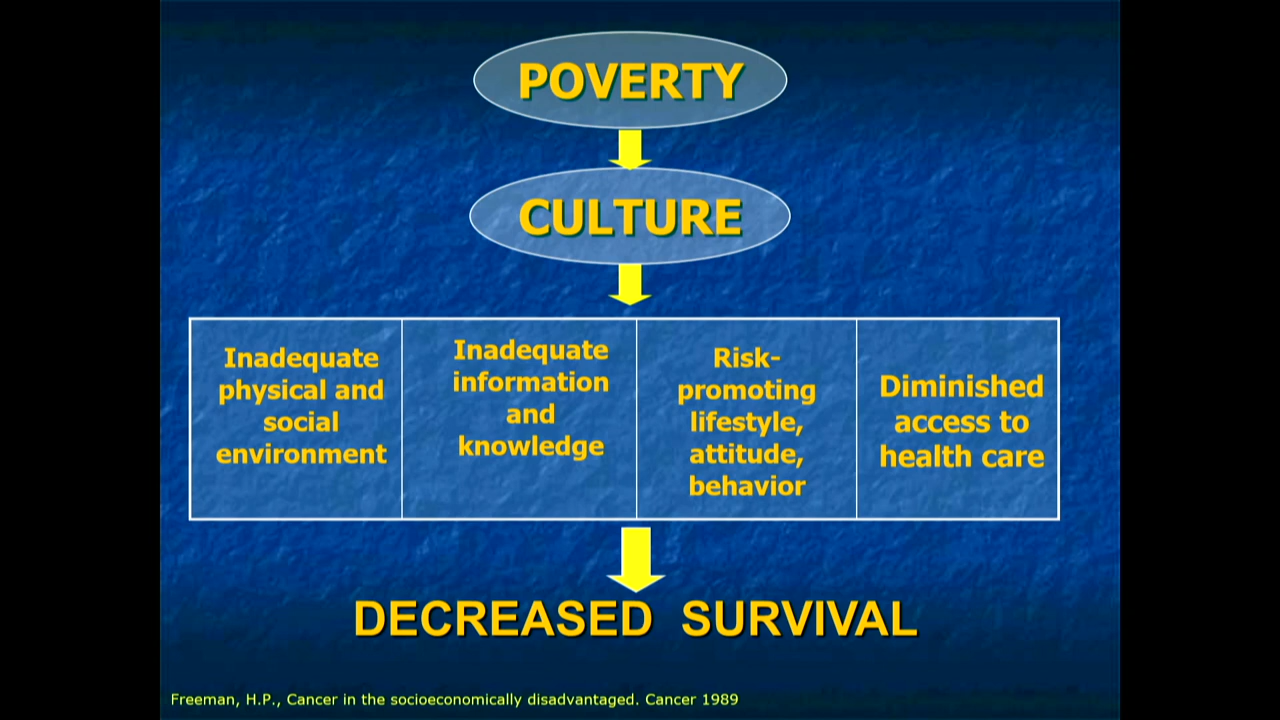 POVERTY
CULTURE
Inadequate
physical and
social
environment
Inadequate
information
and
knowledge
Risk-
promoting
lifestyle,
attitude,
behavior
Diminished
access to
health care
DECREASED SURVIVAL
Freeman, H.P., Cancer in the socioeconomically disadvantaged. Cancer 1989